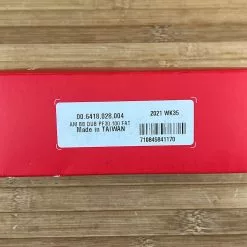 00.6418.028.004
AM BB DUB PF30 100 FAT
Made in TAIWAN
2021 WK35
710845841170